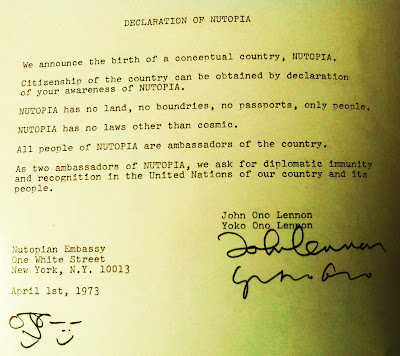 DECLARATION OF NUTOPIA
We announce the birth of a conceptual country, NUTOPIA.
Citizenship of the country can be obtained by declaration
of your awareness of NUTOPIA.
NUTOPIA has no land, no boundries, no passports, only people.
NUTOPIA has no laws other than cosmic.
All people of NUTOPIA are ambassadors of the country.
As two ambassadors of NUTOPIA, we ask for diplomatic immunity
and recognition in the United Nations of our country and its
people.
John Ono Lennon
Yoko Ono Lennon
John Lennon
Yoko Ono
Nutopian Embassy
One White Street
New York, N.Y. 10013
April 1st, 1973